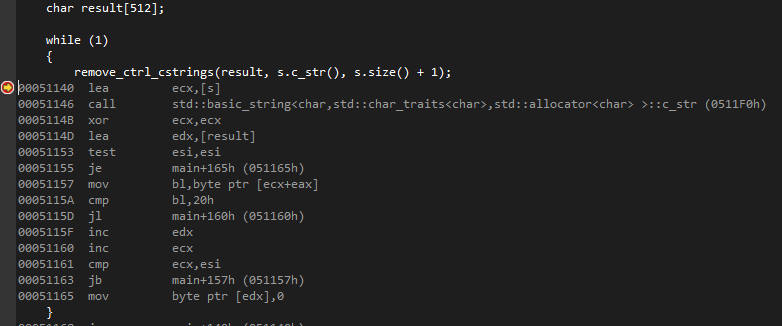 char result[512];
while (1)
{
remove_ctrl_cstrings(result, s.c_str(), s.size() + 1);
00051140 lea ecx,[s]
00051146 call std::basic_string<char,std::char_traits<char>,std::allocator<char> >::c_str (0511F0h)
0005114B xor ecx,ecx
0005114D lea edx,[result]
00051153 test esi,esi
00051155 je main+165h (051165h)
00051157 mov bl,byte ptr [ecx+eax]
0005115A cmp bl,20h
0005115D jl main+160h (051160h)
0005115F inc edx
00051160 inc ecx
00051161 cmp ecx,esi
00051163 jb main+157h (051157h)
00051165 mov byte ptr [edx],0
}